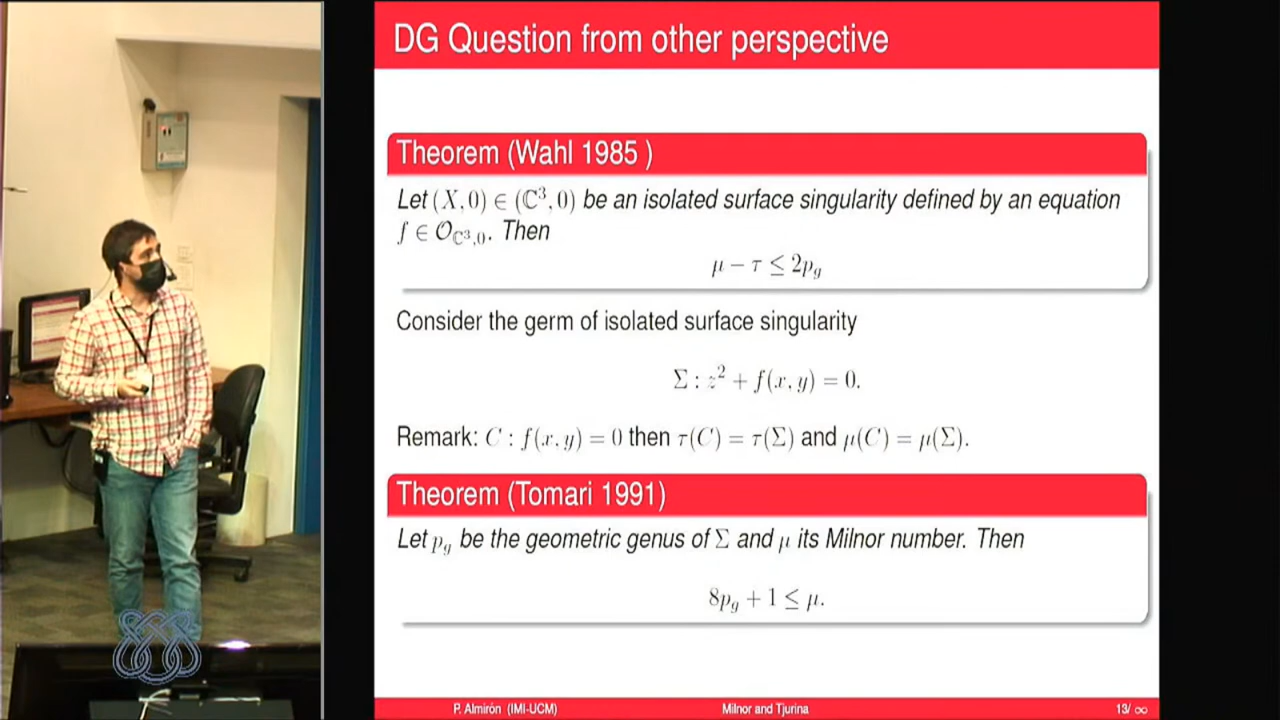 DG Question from other perspective
Theorem (Wahl 1985 )
Let (X, 0) ∈ (ℂ³, 0) be an isolated surface singularity defined by an equation
f ∈ 𝒪_{ℂ³,0}. Then
μ − τ ≤ 2p_g
Consider the germ of isolated surface singularity
Σ : z² + f(x, y) = 0.
Remark: C : f(x, y) = 0 then τ(C) = τ(Σ) and μ(C) = μ(Σ).
Theorem (Tomari 1991)
Let p_g be the geometric genus of Σ and μ its Milnor number. Then
8p_g + 1 ≤ μ.
P. Almirón (IMI-UCM) Milnor and Tjurina 13/ ∞